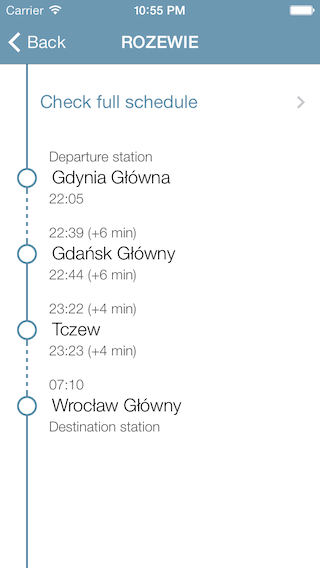 Carrier 10:55 PM
Back ROZEWIE
Check full schedule
Departure station
Gdynia Główna
22:05
22:39 (+6 min)
Gdańsk Główny
22:44 (+6 min)
23:22 (+4 min)
Tczew
23:23 (+4 min)
07:10
Wrocław Główny
Destination station